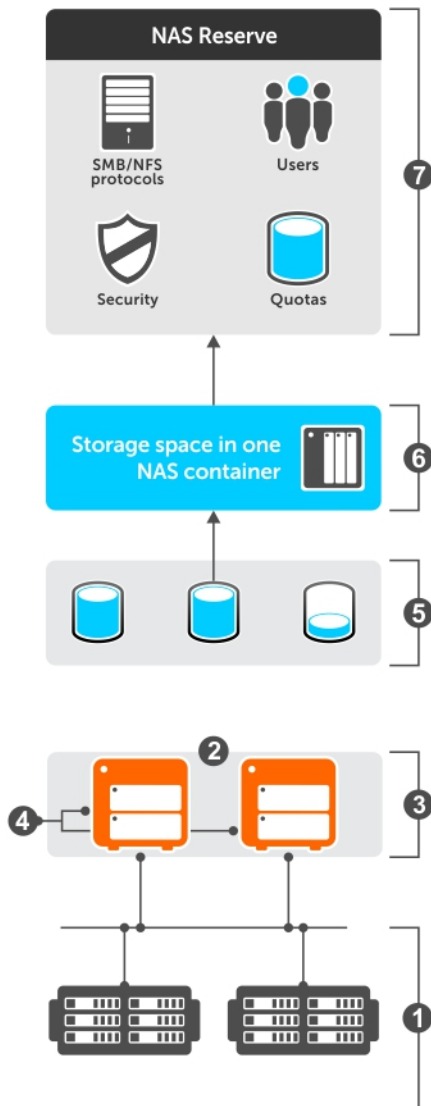 NAS Reserve
SMB/NFS
protocols
Users
Security
Quotas
7
Storage space in one
NAS container
6
5
2
3
4
1